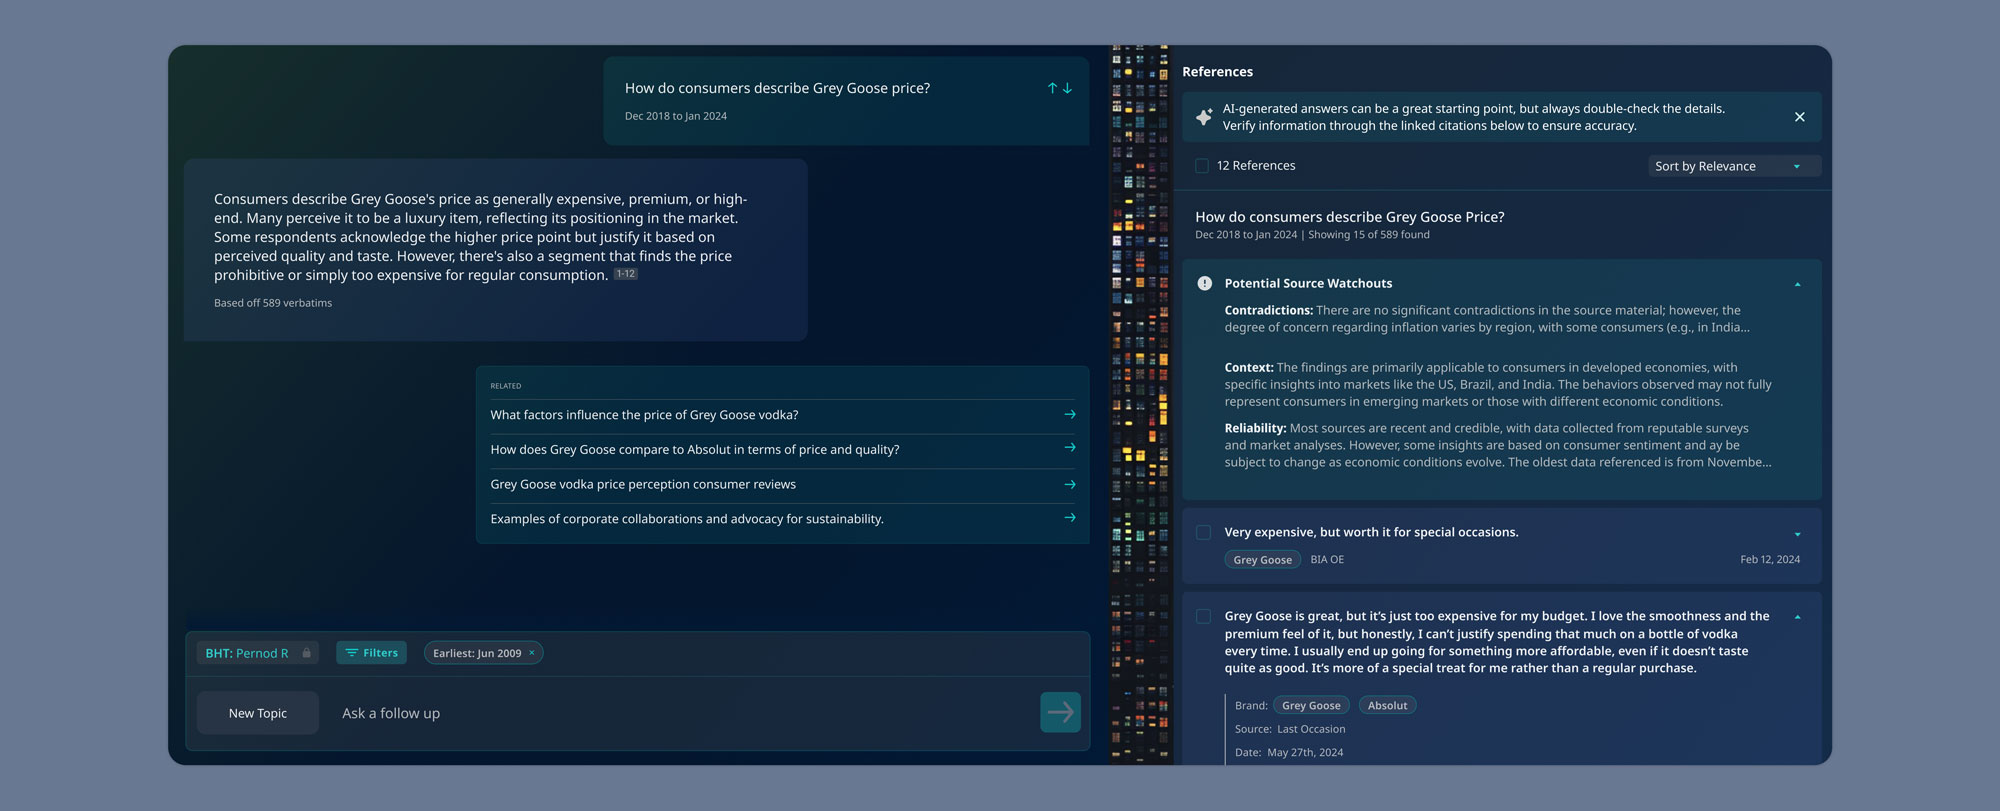 How do consumers describe Grey Goose price?
Dec 2018 to Jan 2024
Consumers describe Grey Goose's price as generally expensive, premium, or high-
end. Many perceive it to be a luxury item, reflecting its positioning in the market.
Some respondents acknowledge the higher price point but justify it based on
perceived quality and taste. However, there's also a segment that finds the price
prohibitive or simply too expensive for regular consumption. 1-12
Based off 589 verbatims
RELATED
What factors influence the price of Grey Goose vodka?
How does Grey Goose compare to Absolut in terms of price and quality?
Grey Goose vodka price perception consumer reviews
Examples of corporate collaborations and advocacy for sustainability.
BHT: Pernod R
Filters
Earliest: Jun 2009 ×
New Topic
Ask a follow up
References
AI-generated answers can be a great starting point, but always double-check the details.
Verify information through the linked citations below to ensure accuracy.
12 References
Sort by Relevance
How do consumers describe Grey Goose Price?
Dec 2018 to Jan 2024 | Showing 15 of 589 found
Potential Source Watchouts
Contradictions: There are no significant contradictions in the source material; however, the
degree of concern regarding inflation varies by region, with some consumers (e.g., in India...
Context: The findings are primarily applicable to consumers in developed economies, with
specific insights into markets like the US, Brazil, and India. The behaviors observed may not fully
represent consumers in emerging markets or those with different economic conditions.
Reliability: Most sources are recent and credible, with data collected from reputable surveys
and market analyses. However, some insights are based on consumer sentiment and ay be
subject to change as economic conditions evolve. The oldest data referenced is from Novembe...
Very expensive, but worth it for special occasions.
Grey Goose BIA OE Feb 12, 2024
Grey Goose is great, but it's just too expensive for my budget. I love the smoothness and the
premium feel of it, but honestly, I can't justify spending that much on a bottle of vodka
every time. I usually end up going for something more affordable, even if it doesn't taste
quite as good. It's more of a special treat for me rather than a regular purchase.
Brand: Grey Goose Absolut
Source: Last Occasion
Date: May 27th, 2024